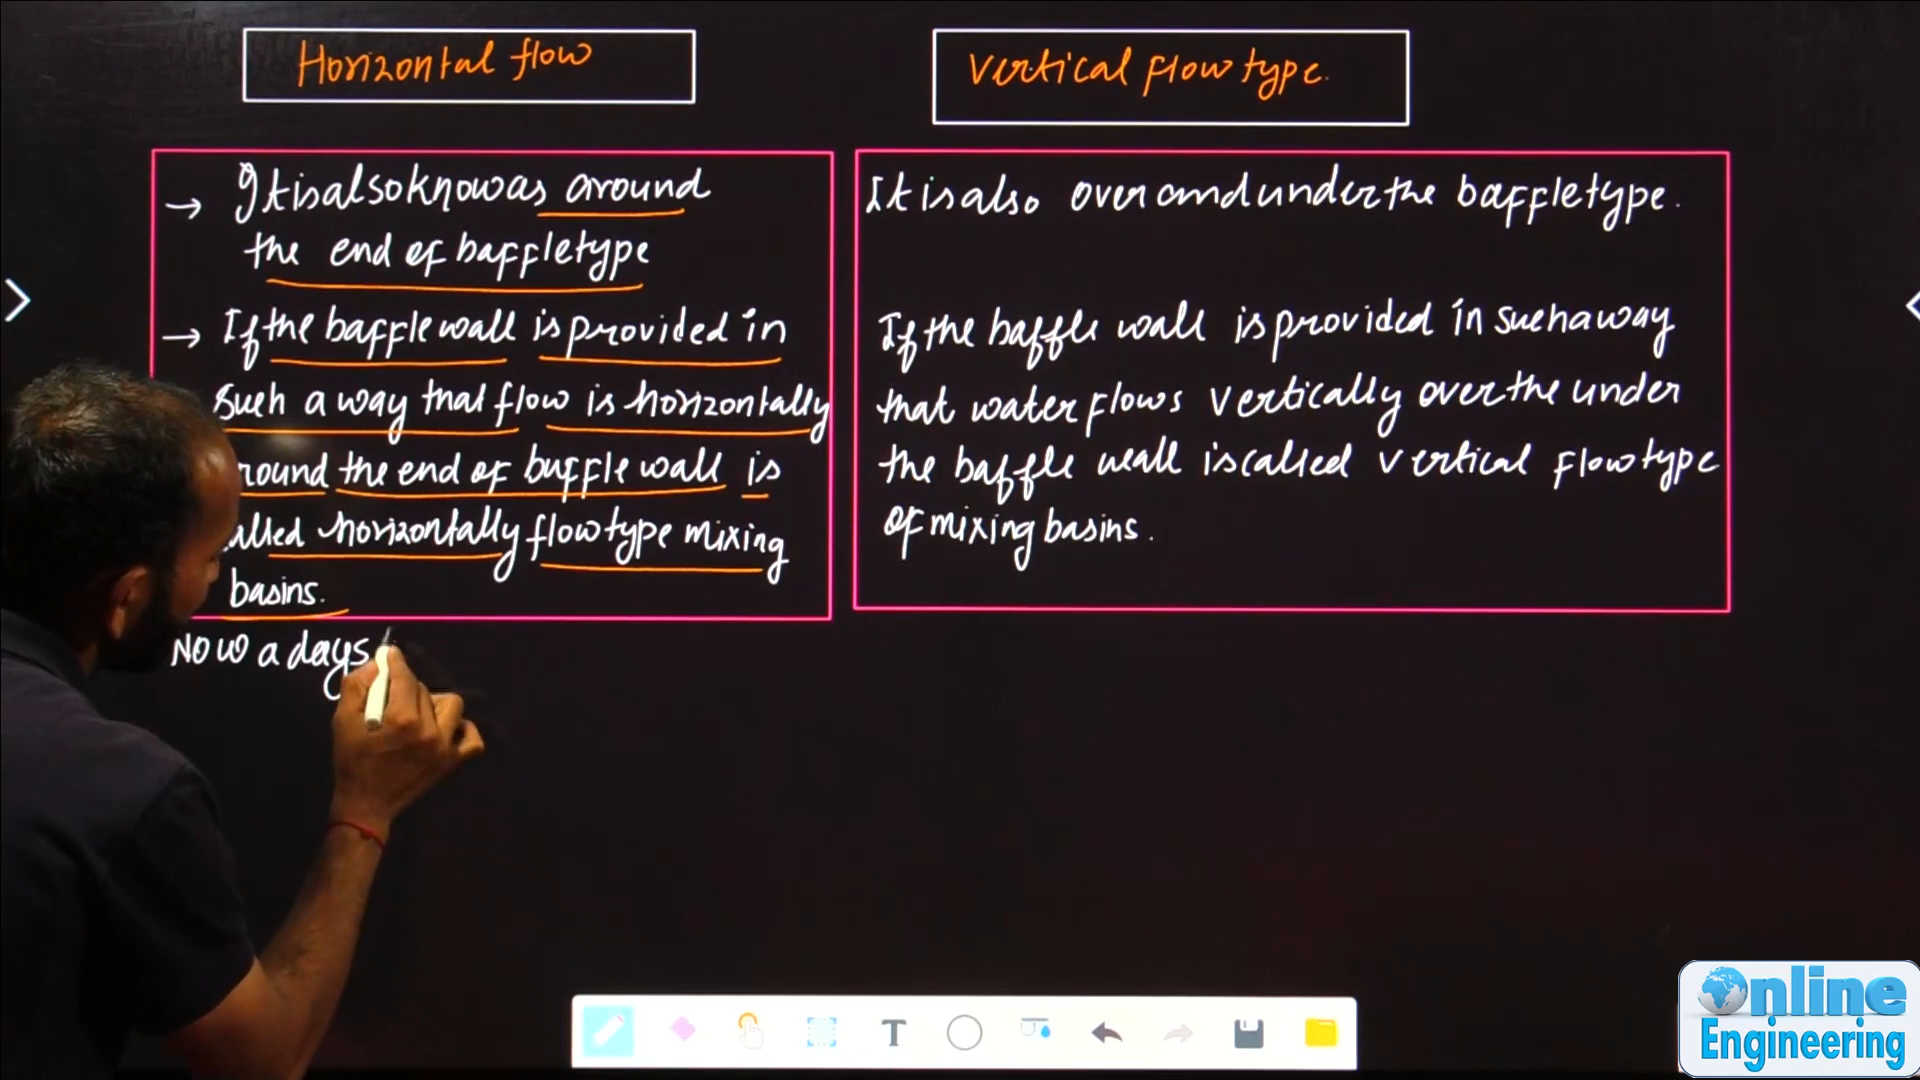 Horizontal flow
Vertical flow type.
→ It is also know as around
the end of baffle type
→ If the baffle wall is provided in
such a way that flow is horizontally
round the end of buffle wall is
alled horizontally flow type mixing
basins.
Now a days
It is also over and under the baffle type.
If the baffle wall is provided in such a way
that water flows vertically over the under
the baffle wall is called vertical flow type
of mixing basins.
T
Online
Engineering